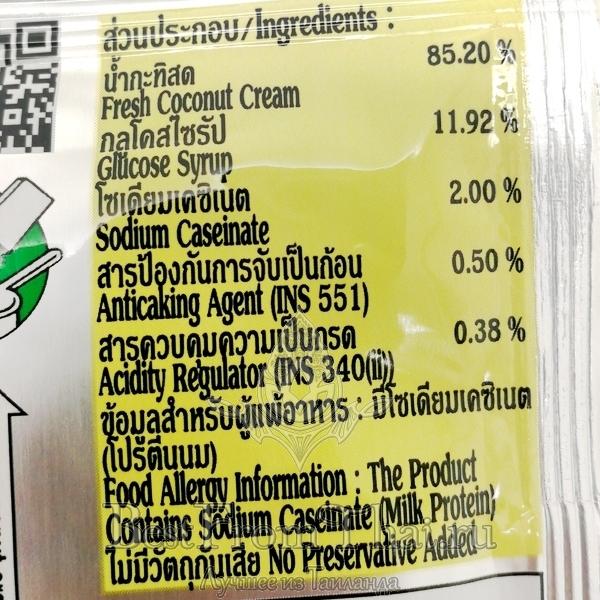 ส่วนประกอบ/Ingredients :
น้ำกะทิสด 85.20 %
Fresh Coconut Cream
กลูโคสไซรัป 11.92 %
Glucose Syrup
โซเดียมเคซิเนต 2.00 %
Sodium Caseinate
สารป้องกันการจับเป็นก้อน 0.50 %
Anticaking Agent (INS 551)
สารควบคุมความเป็นกรด 0.38 %
Acidity Regulator (INS 340(ii))
ข้อมูลสำหรับผู้แพ้อาหาร : มีโซเดียมเคซิเนต
(โปรตีนนม)
Food Allergy Information : The Product
Contains Sodium Caseinate (Milk Protein)
ไม่มีวัตถุกันเสีย No Preservative Added
BestFromThai.ru
Лучшее из Таиланда